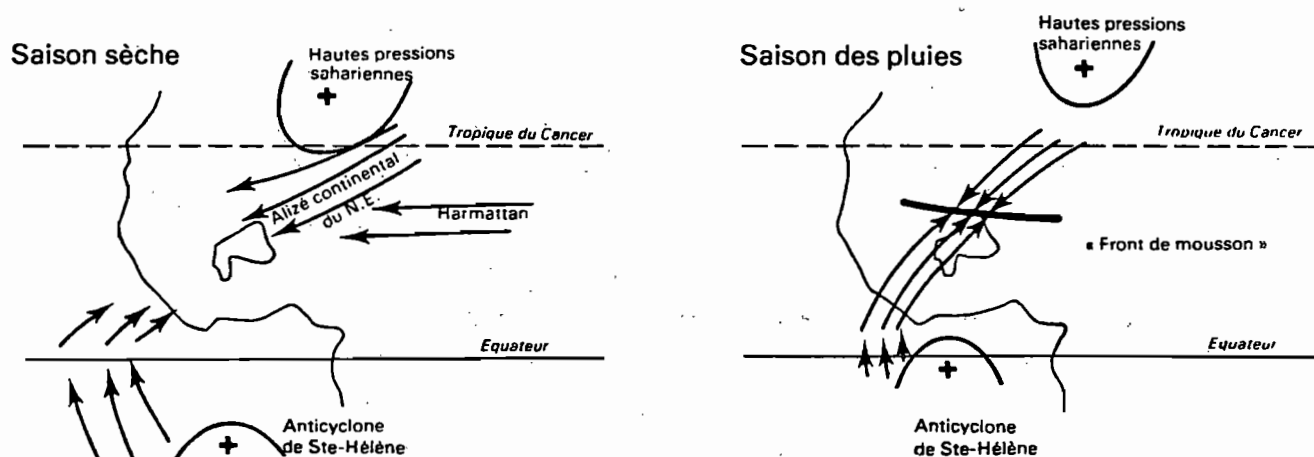 Saison sèche
Hautes pressions
sahariennes
+
Tropique du Cancer
Alizé continental
du N.E.
Harmattan
Equateur
+
Anticyclone
de Ste-Hélène
Saison des pluies
Hautes pressions
sahariennes
+
Tropique du Cancer
« Front de mousson »
Equateur
+
Anticyclone
de Ste-Hélène